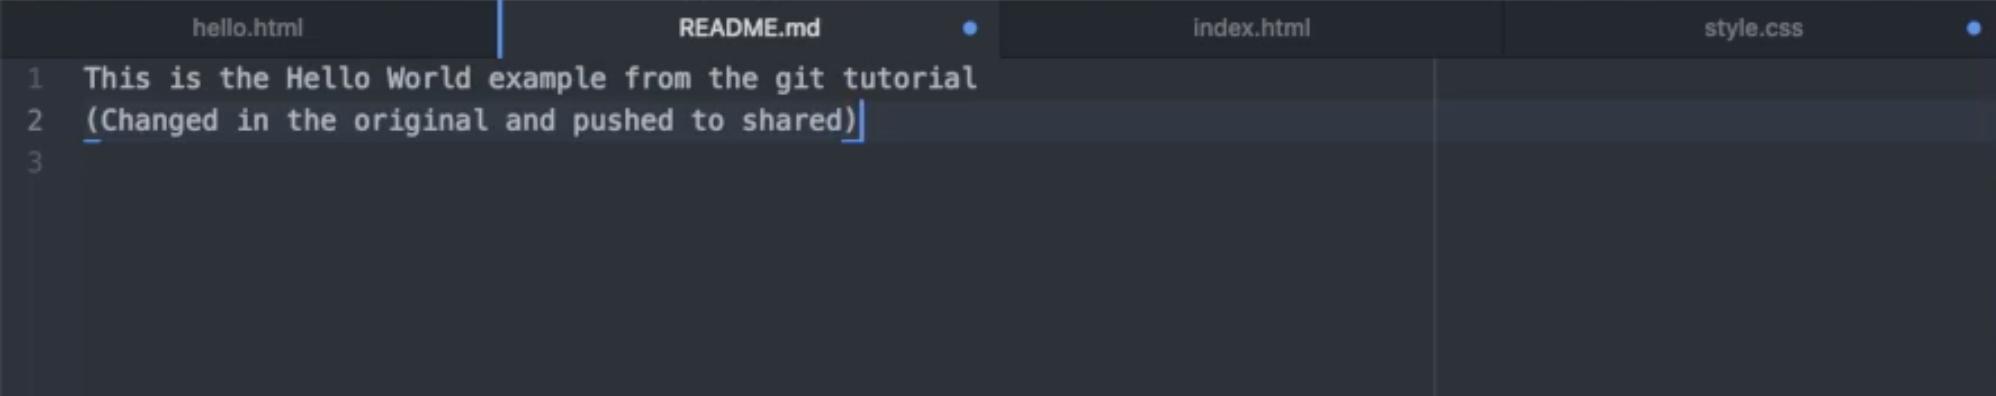 hello.html README.md index.html style.css
1 This is the Hello World example from the git tutorial
2 (Changed in the original and pushed to shared)
3